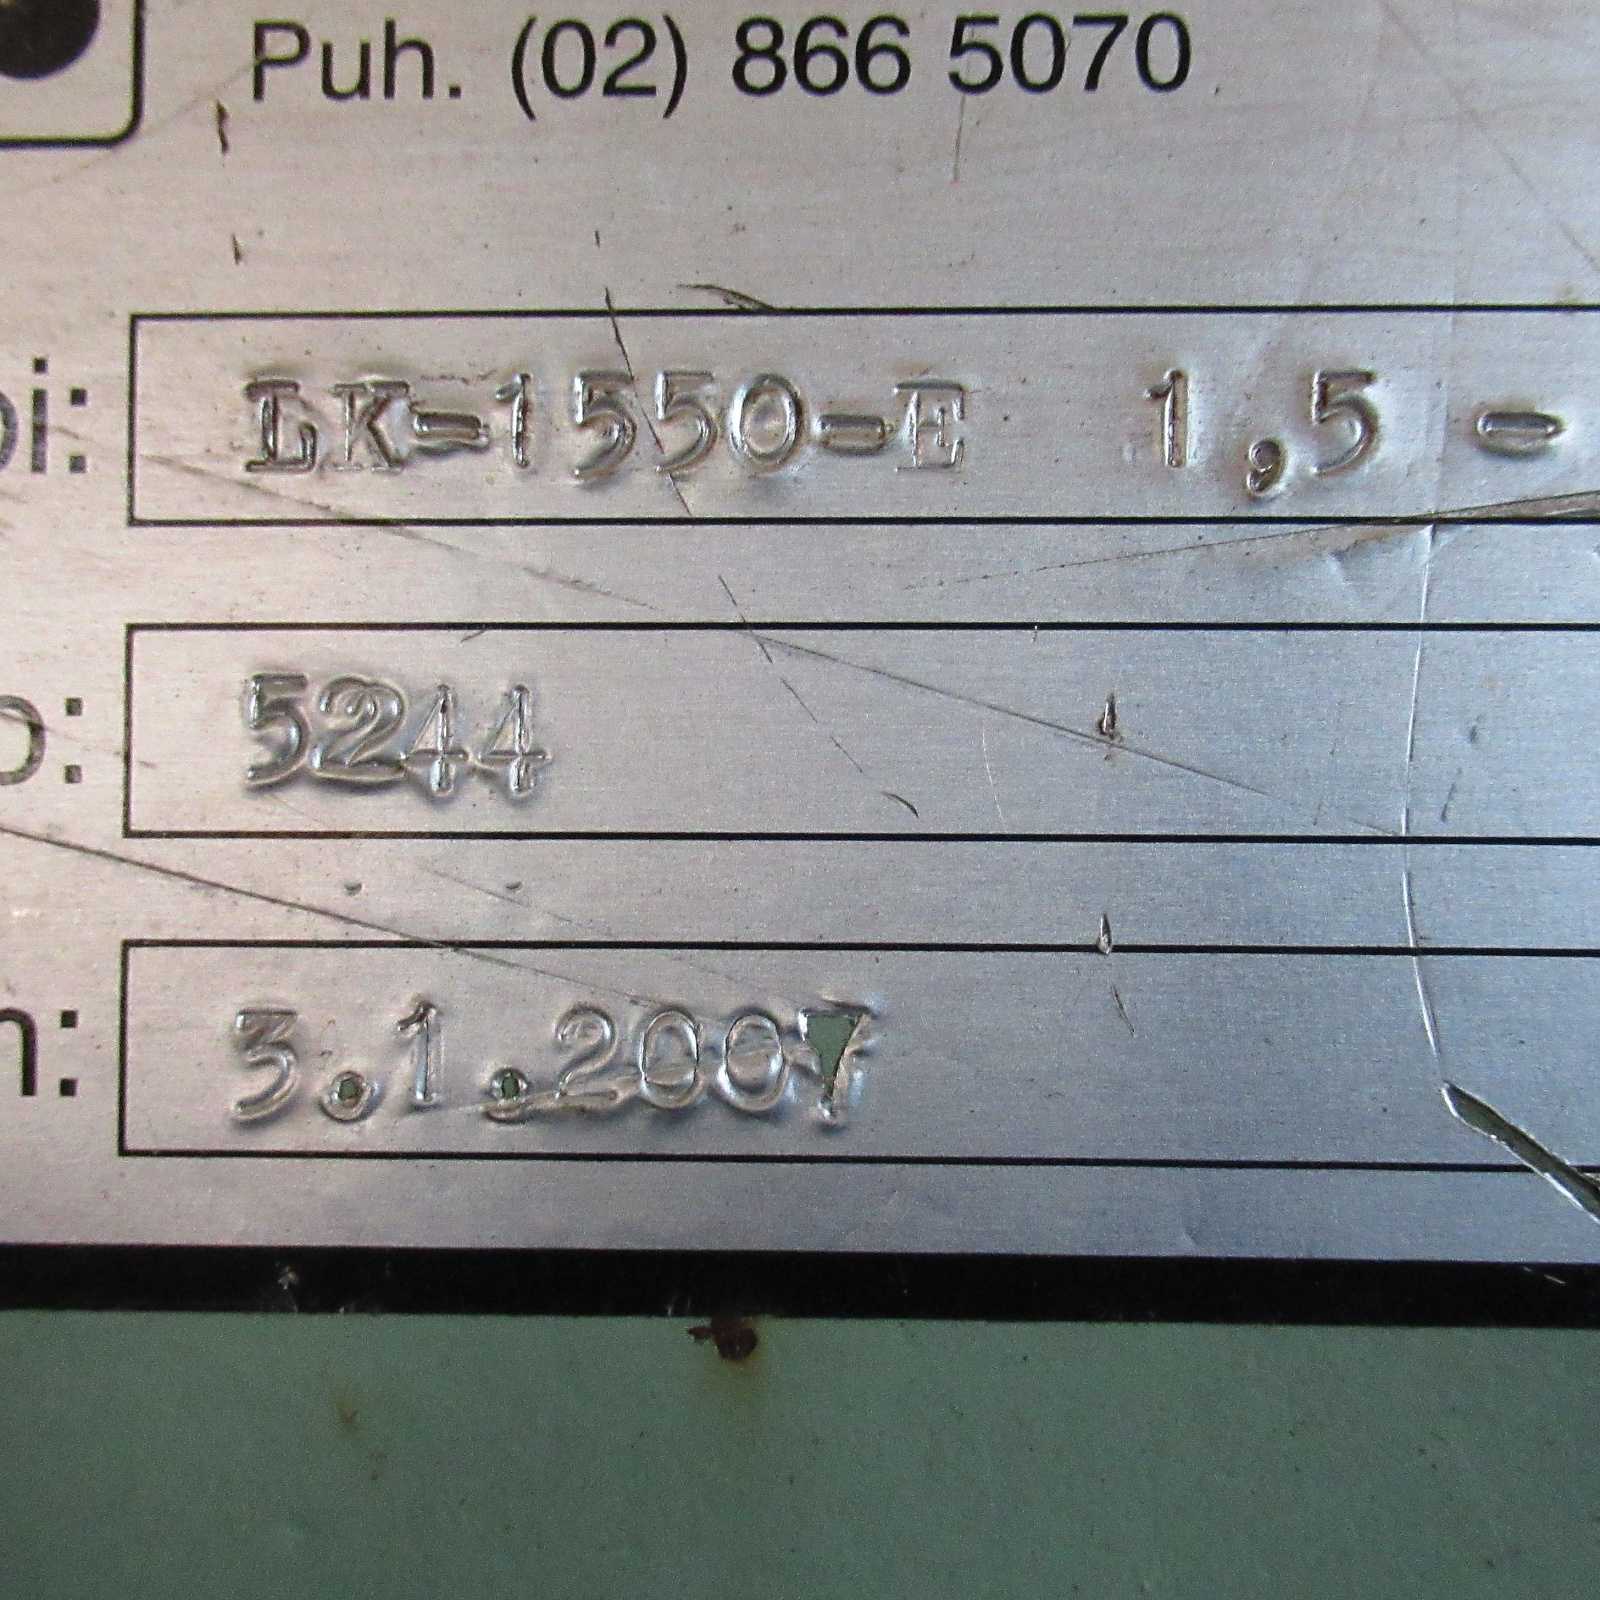 Puh. (02) 866 5070
pi: LK-1550-E 1,5 -
o: 5244
n: 3.1.2007